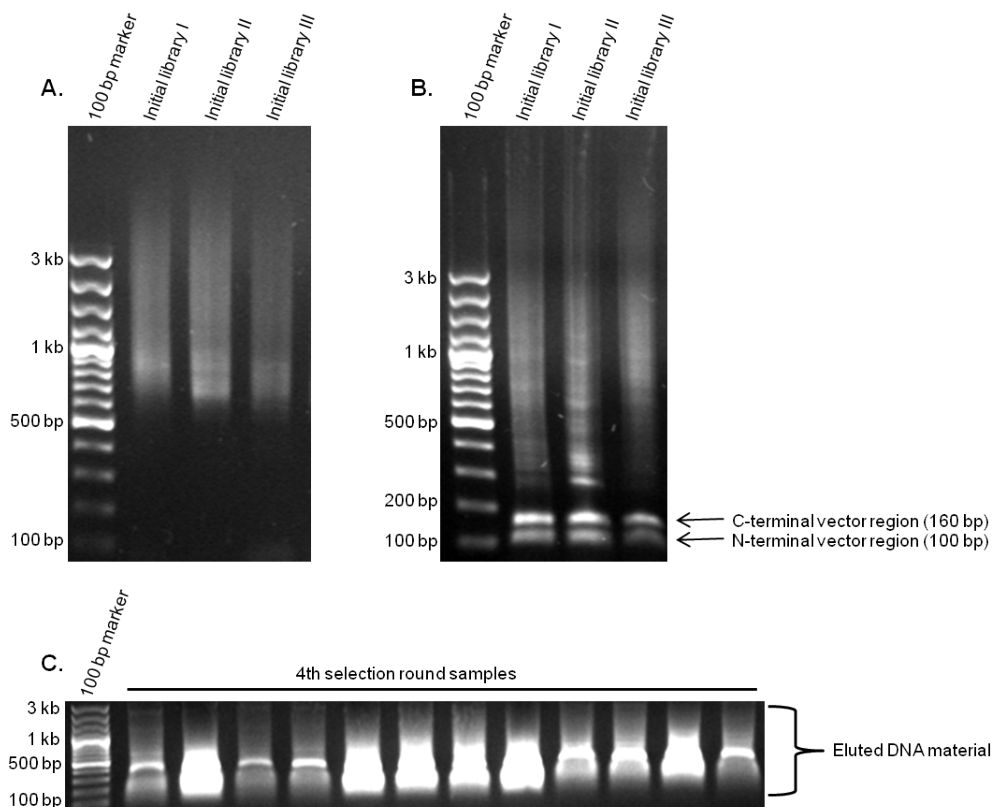 A.
100 bp marker
Initial library I
Initial library II
Initial library III
3 kb
1 kb
500 bp
100 bp
B.
100 bp marker
Initial library I
Initial library II
Initial library III
3 kb
1 kb
500 bp
200 bp
100 bp
C-terminal vector region (160 bp)
N-terminal vector region (100 bp)
C.
100 bp marker
4th selection round samples
3 kb
1 kb
500 bp
100 bp
Eluted DNA material